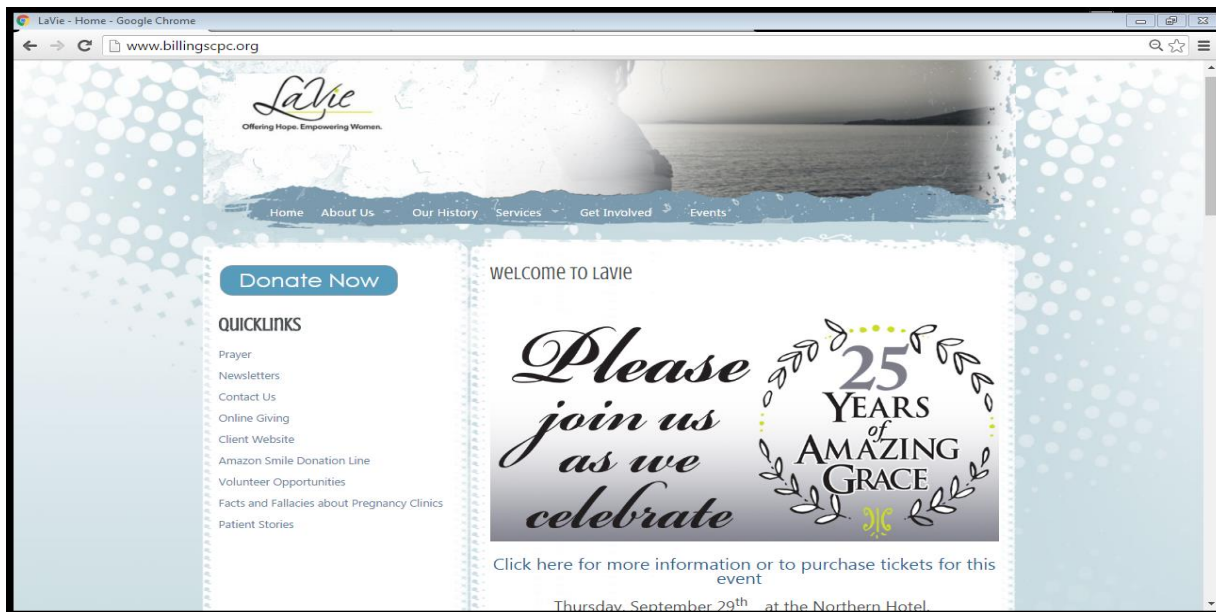 LaVie - Home - Google Chrome
www.billingscpc.org
LaVie
Offering Hope. Empowering Women.
Home About Us Our History Services Get Involved Events
Donate Now
QUICKLINKS
Prayer
Newsletters
Contact Us
Online Giving
Client Website
Amazon Smile Donation Line
Volunteer Opportunities
Facts and Fallacies about Pregnancy Clinics
Patient Stories
Welcome to LaVie
Please
join us
as we
celebrate
25
YEARS
of
AMAZING
GRACE
Click here for more information or to purchase tickets for this
event
Thursday, September 29th at the Northern Hotel.